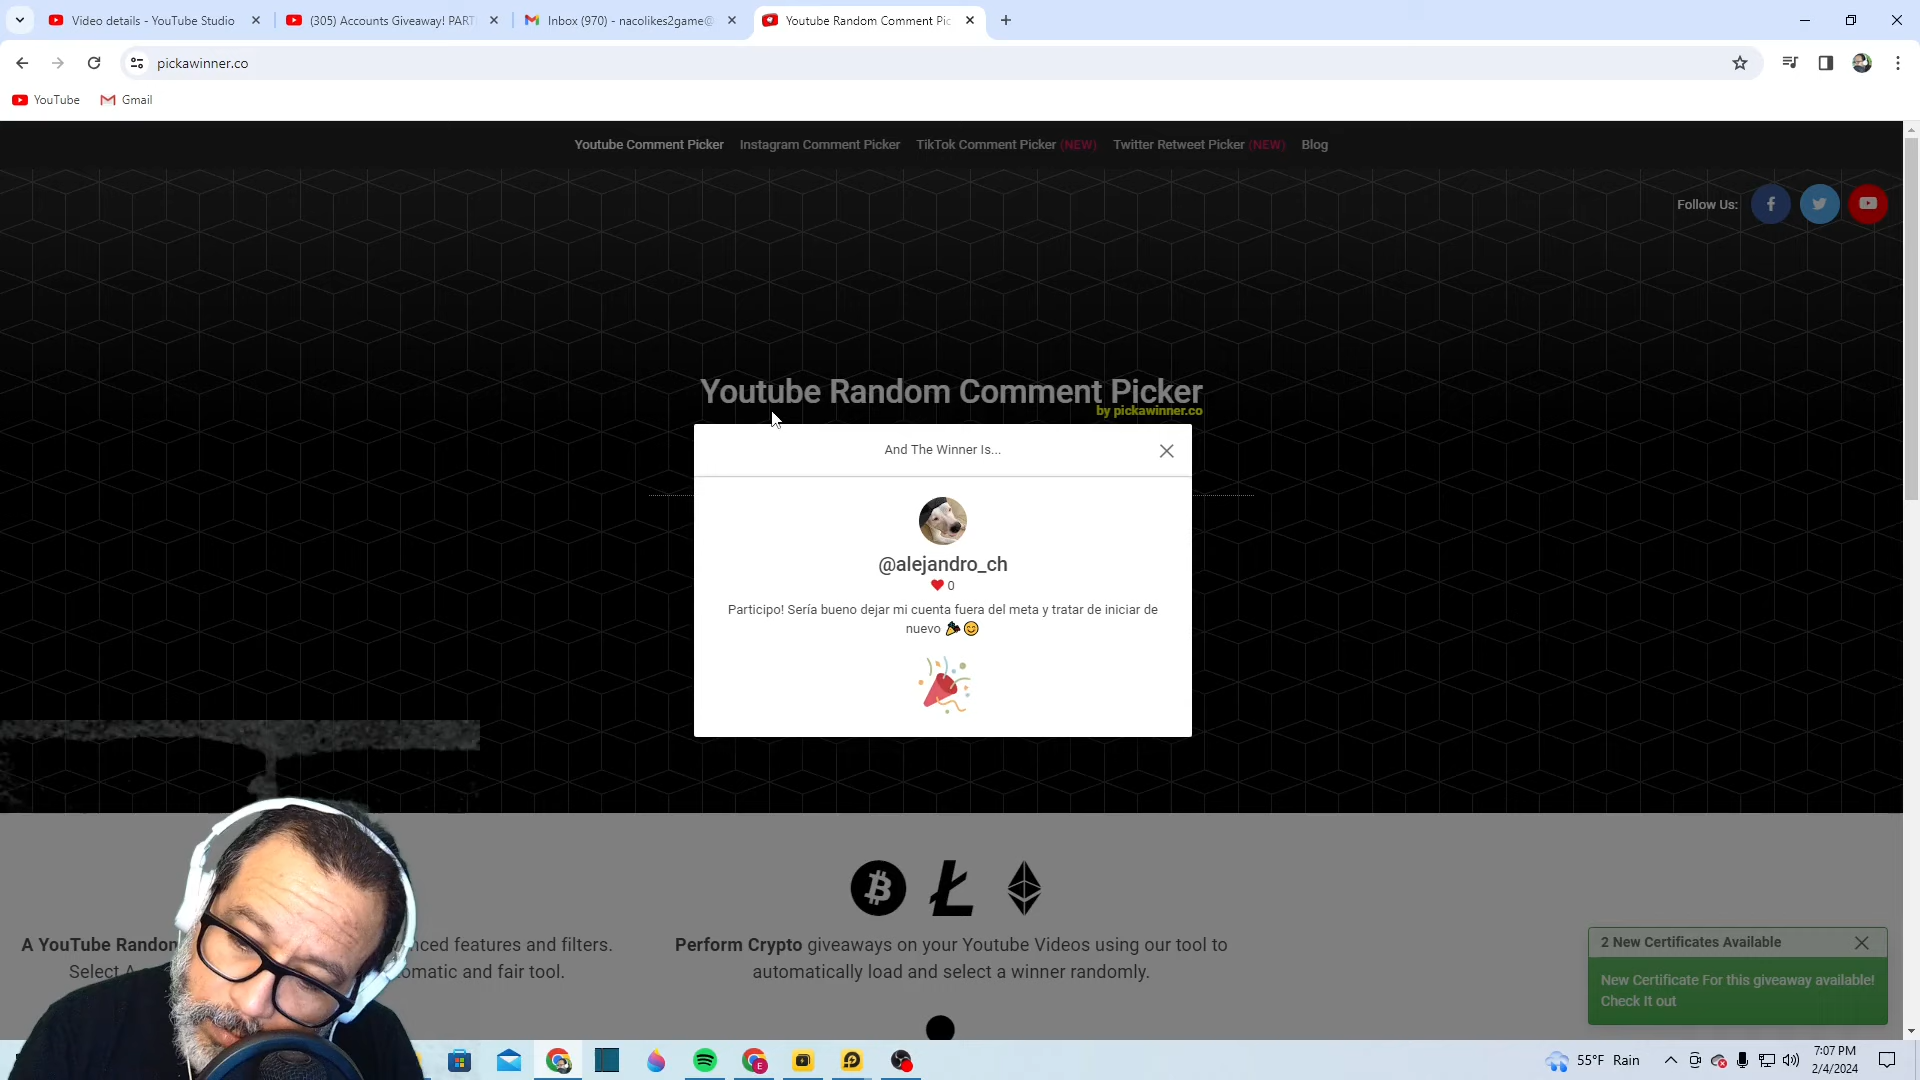 Video details - YouTube Studio
(305) Accounts Giveaway! PART
Inbox (970) - nacolikes2game@
Youtube Random Comment Pic
pickawinner.co
YouTube
Gmail
Youtube Comment Picker
Instagram Comment Picker
TikTok Comment Picker (NEW)
Twitter Retweet Picker (NEW)
Blog
Follow Us:
Youtube Random Comment Picker
by pickawinner.co
And The Winner Is...
@alejandro_ch
0
Participo! Sería bueno dejar mi cuenta fuera del meta y tratar de iniciar de
nuevo 🎉😊
A YouTube Random
features and filters.
Select A
and fair tool.
Perform Crypto giveaways on your Youtube Videos using our tool to
automatically load and select a winner randomly.
2 New Certificates Available
New Certificate For this giveaway available!
Check It out
55°F Rain
7:07 PM
2/4/2024